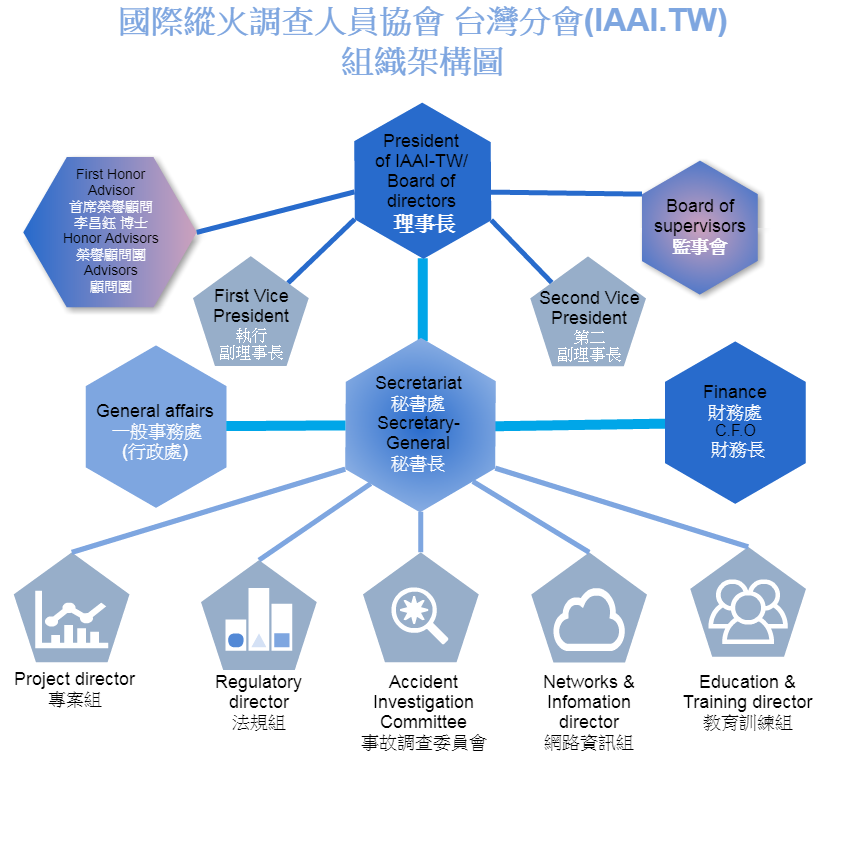 國際縱火調查人員協會 台灣分會(IAAI.TW)
組織架構圖
President
of IAAI-TW/
Board of
directors
理事長
First Honor
Advisor
首席榮譽顧問
李昌鈺 博士
Honor Advisors
榮譽顧問團
Advisors
顧問團
Board of
supervisors
監事會
First Vice
President
執行
副理事長
Second Vice
President
第二
副理事長
General affairs
一般事務處
(行政處)
Secretariat
秘書處
Secretary-
General
秘書長
Finance
財務處
C.F.O
財務長
Project director
專案組
Regulatory
director
法規組
Accident
Investigation
Committee
事故調查委員會
Networks &
Infomation
director
網路資訊組
Education &
Training director
教育訓練組